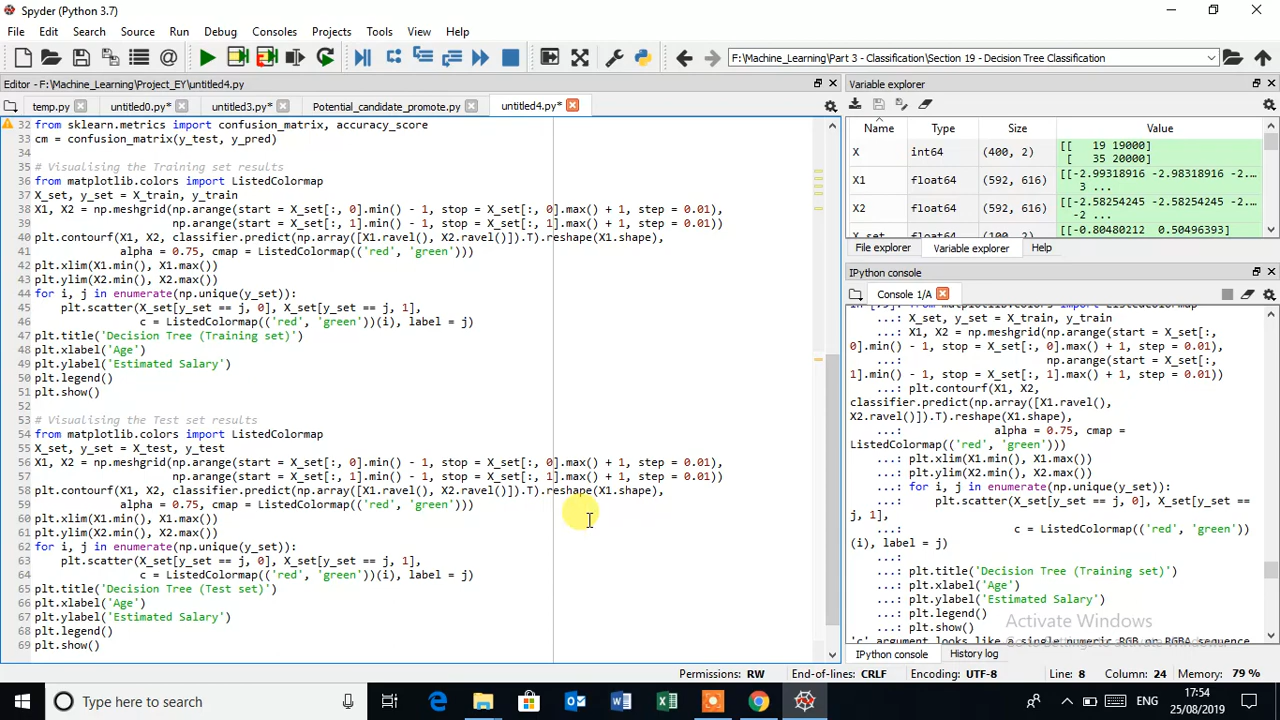 Spyder (Python 3.7)
File Edit Search Source Run Debug Consoles Projects Tools View Help
F:\Machine_Learning\Part 3 - Classification\Section 19 - Decision Tree Classification
Editor - F:\Machine_Learning\Project_EY\untitled4.py
temp.py untitled0.py* untitled3.py* Potential_candidate_promote.py untitled4.py*
32 from sklearn.metrics import confusion_matrix, accuracy_score
33 cm = confusion_matrix(y_test, y_pred)
34
35 # Visualising the Training set results
36 from matplotlib.colors import ListedColormap
37 X_set, y_set = X_train, y_train
38 X1, X2 = np.meshgrid(np.arange(start = X_set[:, 0].min() - 1, stop = X_set[:, 0].max() + 1, step = 0.01),
39 np.arange(start = X_set[:, 1].min() - 1, stop = X_set[:, 1].max() + 1, step = 0.01))
40 plt.contourf(X1, X2, classifier.predict(np.array([X1.ravel(), X2.ravel()]).T).reshape(X1.shape),
41 alpha = 0.75, cmap = ListedColormap(('red', 'green')))
42 plt.xlim(X1.min(), X1.max())
43 plt.ylim(X2.min(), X2.max())
44 for i, j in enumerate(np.unique(y_set)):
45 plt.scatter(X_set[y_set == j, 0], X_set[y_set == j, 1],
46 c = ListedColormap(('red', 'green'))(i), label = j)
47 plt.title('Decision Tree (Training set)')
48 plt.xlabel('Age')
49 plt.ylabel('Estimated Salary')
50 plt.legend()
51 plt.show()
52
53 # Visualising the Test set results
54 from matplotlib.colors import ListedColormap
55 X_set, y_set = X_test, y_test
56 X1, X2 = np.meshgrid(np.arange(start = X_set[:, 0].min() - 1, stop = X_set[:, 0].max() + 1, step = 0.01),
57 np.arange(start = X_set[:, 1].min() - 1, stop = X_set[:, 1].max() + 1, step = 0.01))
58 plt.contourf(X1, X2, classifier.predict(np.array([X1.ravel(), X2.ravel()]).T).reshape(X1.shape),
59 alpha = 0.75, cmap = ListedColormap(('red', 'green')))
60 plt.xlim(X1.min(), X1.max())
61 plt.ylim(X2.min(), X2.max())
62 for i, j in enumerate(np.unique(y_set)):
63 plt.scatter(X_set[y_set == j, 0], X_set[y_set == j, 1],
64 c = ListedColormap(('red', 'green'))(i), label = j)
65 plt.title('Decision Tree (Test set)')
66 plt.xlabel('Age')
67 plt.ylabel('Estimated Salary')
68 plt.legend()
69 plt.show()
Variable explorer
Name Type Size Value
X int64 (400, 2) [[ 19 19000]
[ 35 20000]
X1 float64 (592, 616) [[-2.99318916 -2.98318916 -2....
3 ...
X2 float64 (592, 616) [[-2.58254245 -2.58254245 -2....
-2 ...
X_set float64 (100, 2) [[-0.80480212 0.50496393]
File explorer Variable explorer Help
IPython console
Console 1/A
...: X_set, y_set = X_train, y_train
...: X1, X2 = np.meshgrid(np.arange(start = X_set[:,
0].min() - 1, stop = X_set[:, 0].max() + 1, step = 0.01),
...: np.arange(start = X_set[:,
1].min() - 1, stop = X_set[:, 1].max() + 1, step = 0.01))
...: plt.contourf(X1, X2,
classifier.predict(np.array([X1.ravel(),
X2.ravel()]).T).reshape(X1.shape),
...: alpha = 0.75, cmap =
ListedColormap(('red', 'green')))
...: plt.xlim(X1.min(), X1.max())
...: plt.ylim(X2.min(), X2.max())
...: for i, j in enumerate(np.unique(y_set)):
...: plt.scatter(X_set[y_set == j, 0], X_set[y_set ==
j, 1],
...: c = ListedColormap(('red', 'green'))
(i), label = j)
...:
...: plt.title('Decision Tree (Training set)')
...: plt.xlabel('Age')
...: plt.ylabel('Estimated Salary')
...: plt.legend()
...: plt.show()
'c' argument looks like a single numeric RGB or RGBA sequence
Activate Windows
Go to Settings to activate Windows.
IPython console History log
Permissions: RW End-of-lines: CRLF Encoding: UTF-8 Line: 8 Column: 24 Memory: 79 %
Type here to search
ENG
17:54
25/08/2019